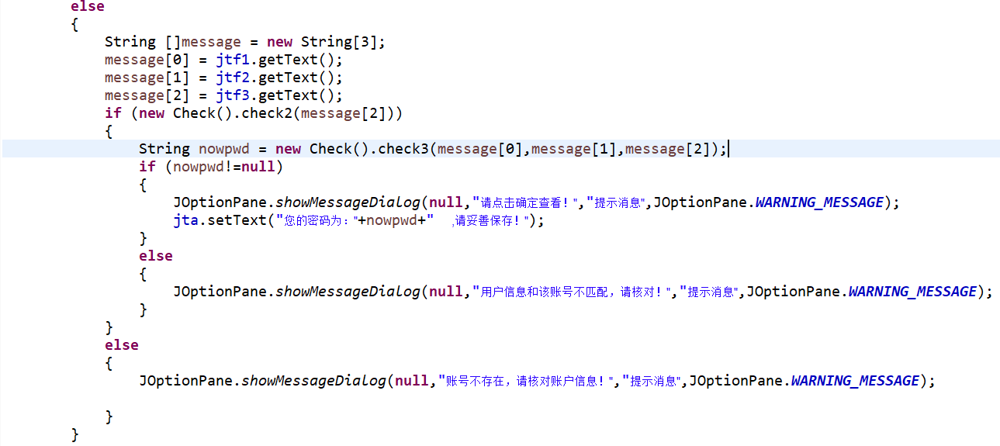 else
{
String []message = new String[3];
message[0] = jtf1.getText();
message[1] = jtf2.getText();
message[2] = jtf3.getText();
if (new Check().check2(message[2]))
{
String nowpwd = new Check().check3(message[0],message[1],message[2]);
if (nowpwd!=null)
{
JOptionPane.showMessageDialog(null,"请点击确定查看！","提示消息",JOptionPane.WARNING_MESSAGE);
jta.setText("您的密码为："+nowpwd+"  ,请妥善保存！");
}
else
{
JOptionPane.showMessageDialog(null,"用户信息和该账号不匹配，请核对！","提示消息",JOptionPane.WARNING_MESSAGE);
}
}
else
{
JOptionPane.showMessageDialog(null,"账号不存在，请核对账户信息！","提示消息",JOptionPane.WARNING_MESSAGE);
}
}